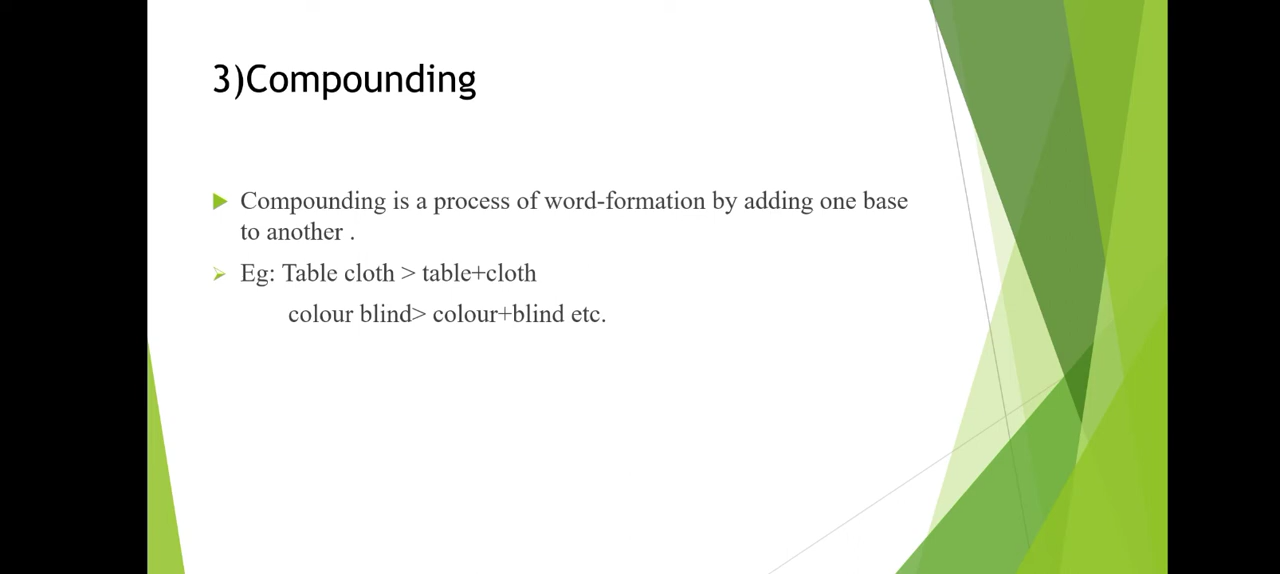 3)Compounding
Compounding is a process of word-formation by adding one base
to another .
Eg: Table cloth > table+cloth
colour blind> colour+blind etc.